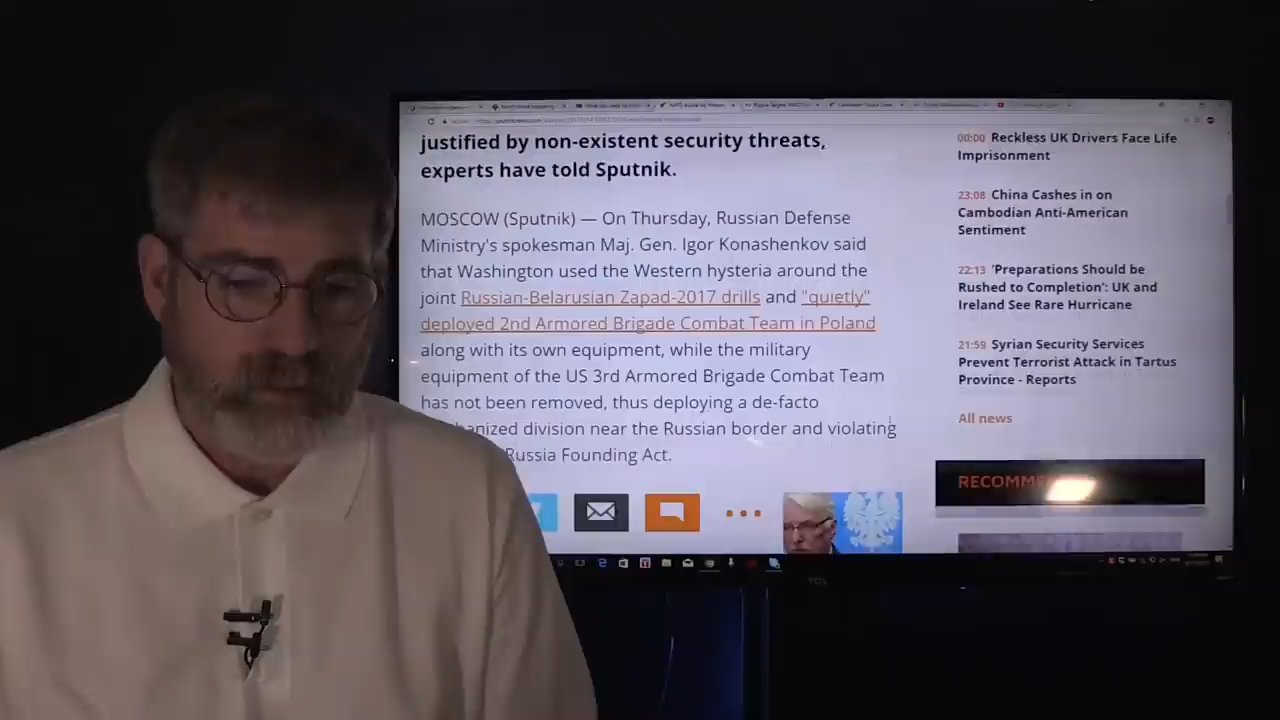 justified by non-existent security threats,
experts have told Sputnik.
MOSCOW (Sputnik) — On Thursday, Russian Defense
Ministry's spokesman Maj. Gen. Igor Konashenkov said
that Washington used the Western hysteria around the
joint Russian-Belarusian Zapad-2017 drills and "quietly"
deployed 2nd Armored Brigade Combat Team in Poland
along with its own equipment, while the military
equipment of the US 3rd Armored Brigade Combat Team
has not been removed, thus deploying a de-facto
division near the Russian border and violating
Russia Founding Act.
00:00 Reckless UK Drivers Face Life
Imprisonment
23:08 China Cashes in on
Cambodian Anti-American
Sentiment
22:13 'Preparations Should be
Rushed to Completion': UK and
Ireland See Rare Hurricane
21:59 Syrian Security Services
Prevent Terrorist Attack in Tartus
Province - Reports
All news
RECOMM
TCL